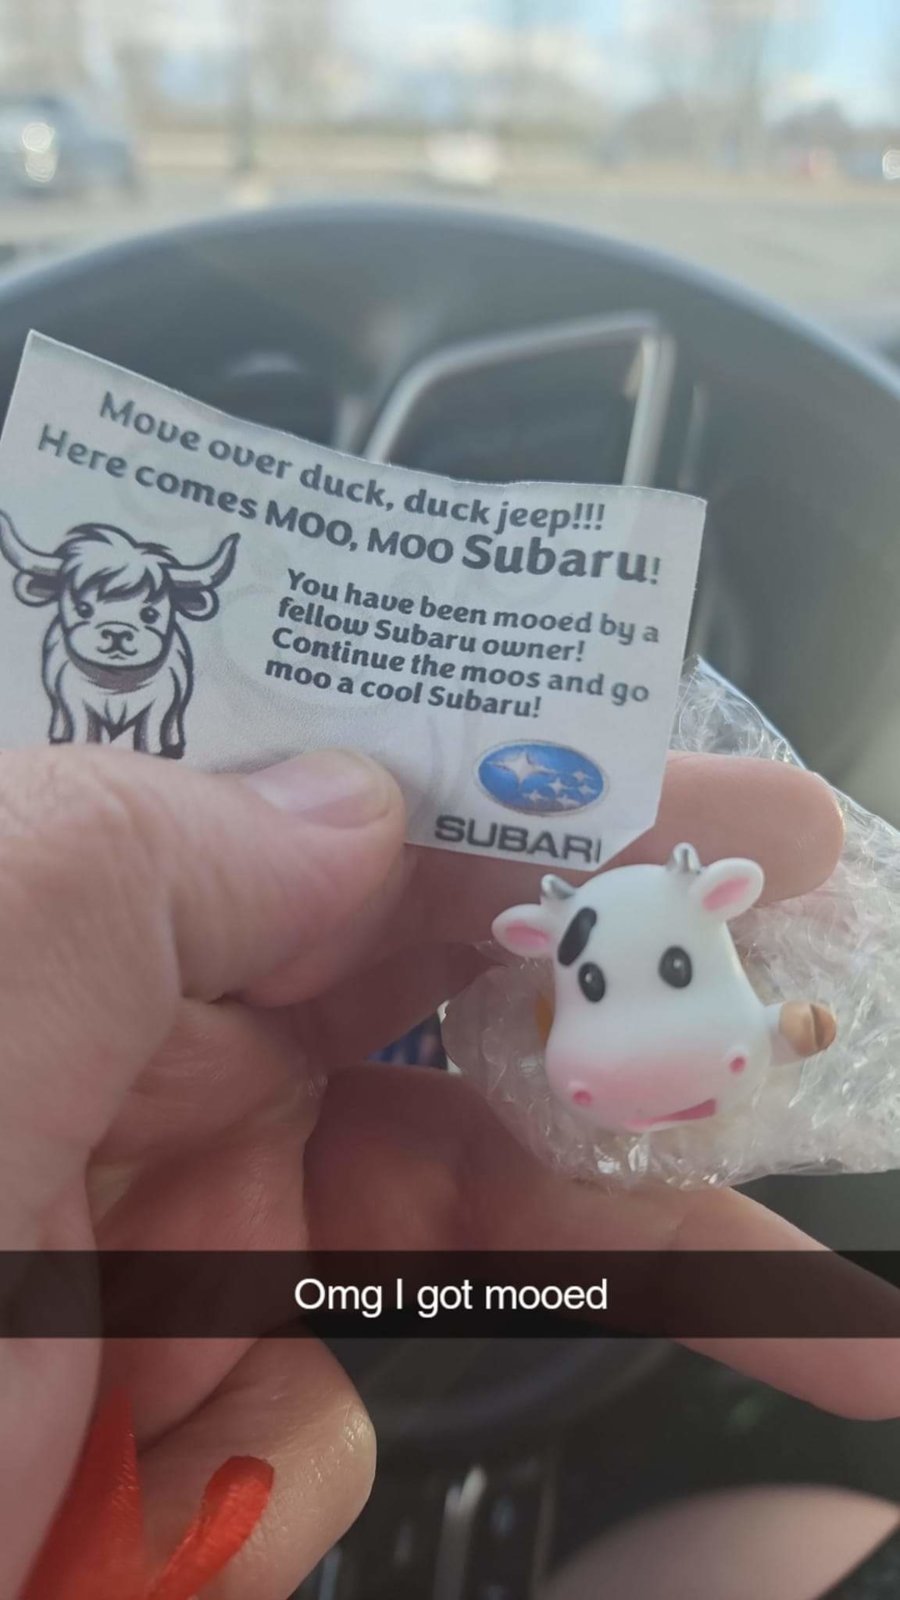 Move over duck, duck jeep!!!
Here comes MOO, MOO Subaru!
You have been mooed by a
fellow Subaru owner!
Continue the moos and go
moo a cool Subaru!
SUBARI
Omg I got mooed